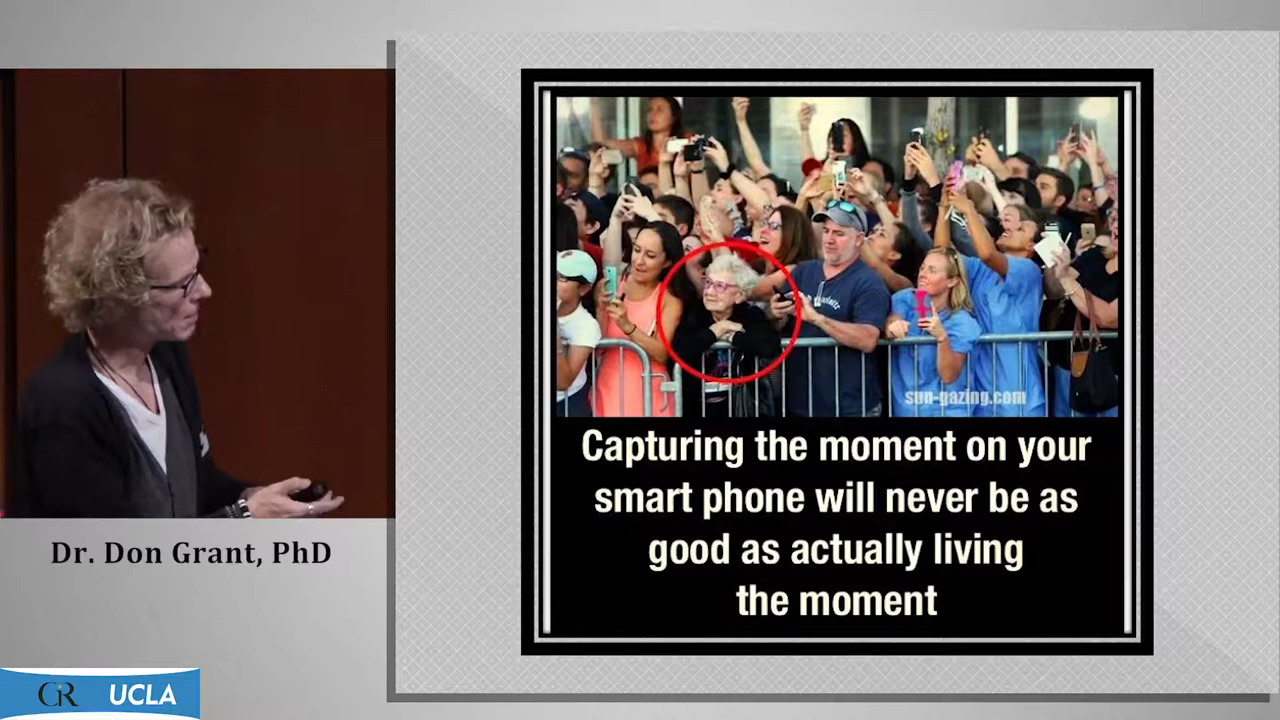 sun-gazing.com
Capturing the moment on your
smart phone will never be as
good as actually living
the moment
Dr. Don Grant, PhD
CiR UCLA